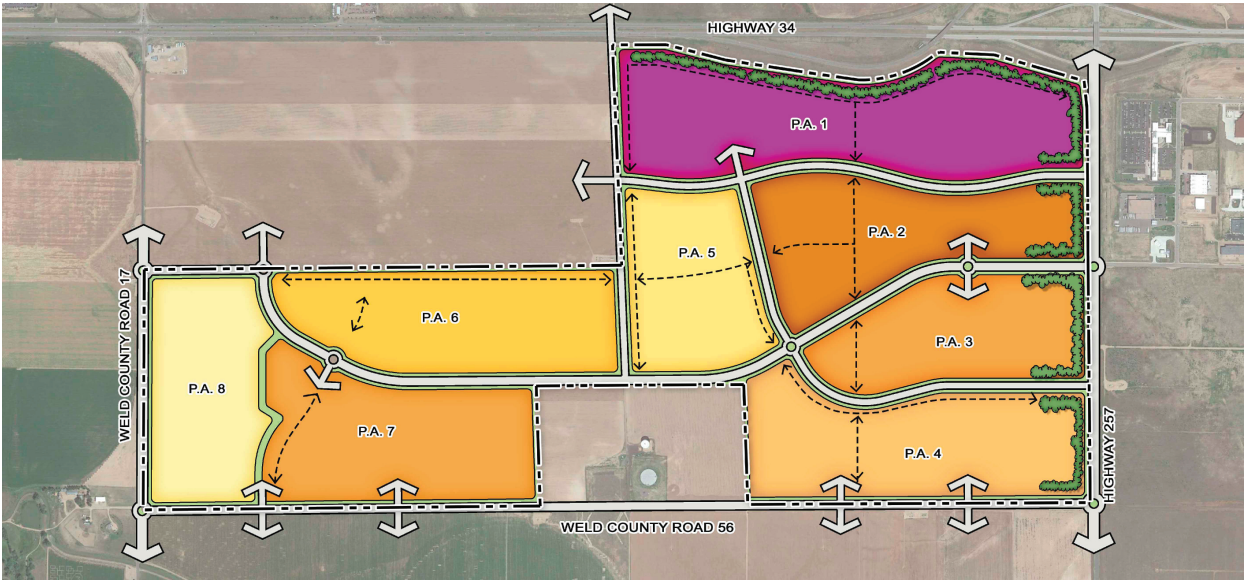 HIGHWAY 34
P.A. 1
P.A. 2
P.A. 5
P.A. 6
P.A. 3
P.A. 8
P.A. 7
P.A. 4
WELD COUNTY ROAD 17
HIGHWAY 257
WELD COUNTY ROAD 56